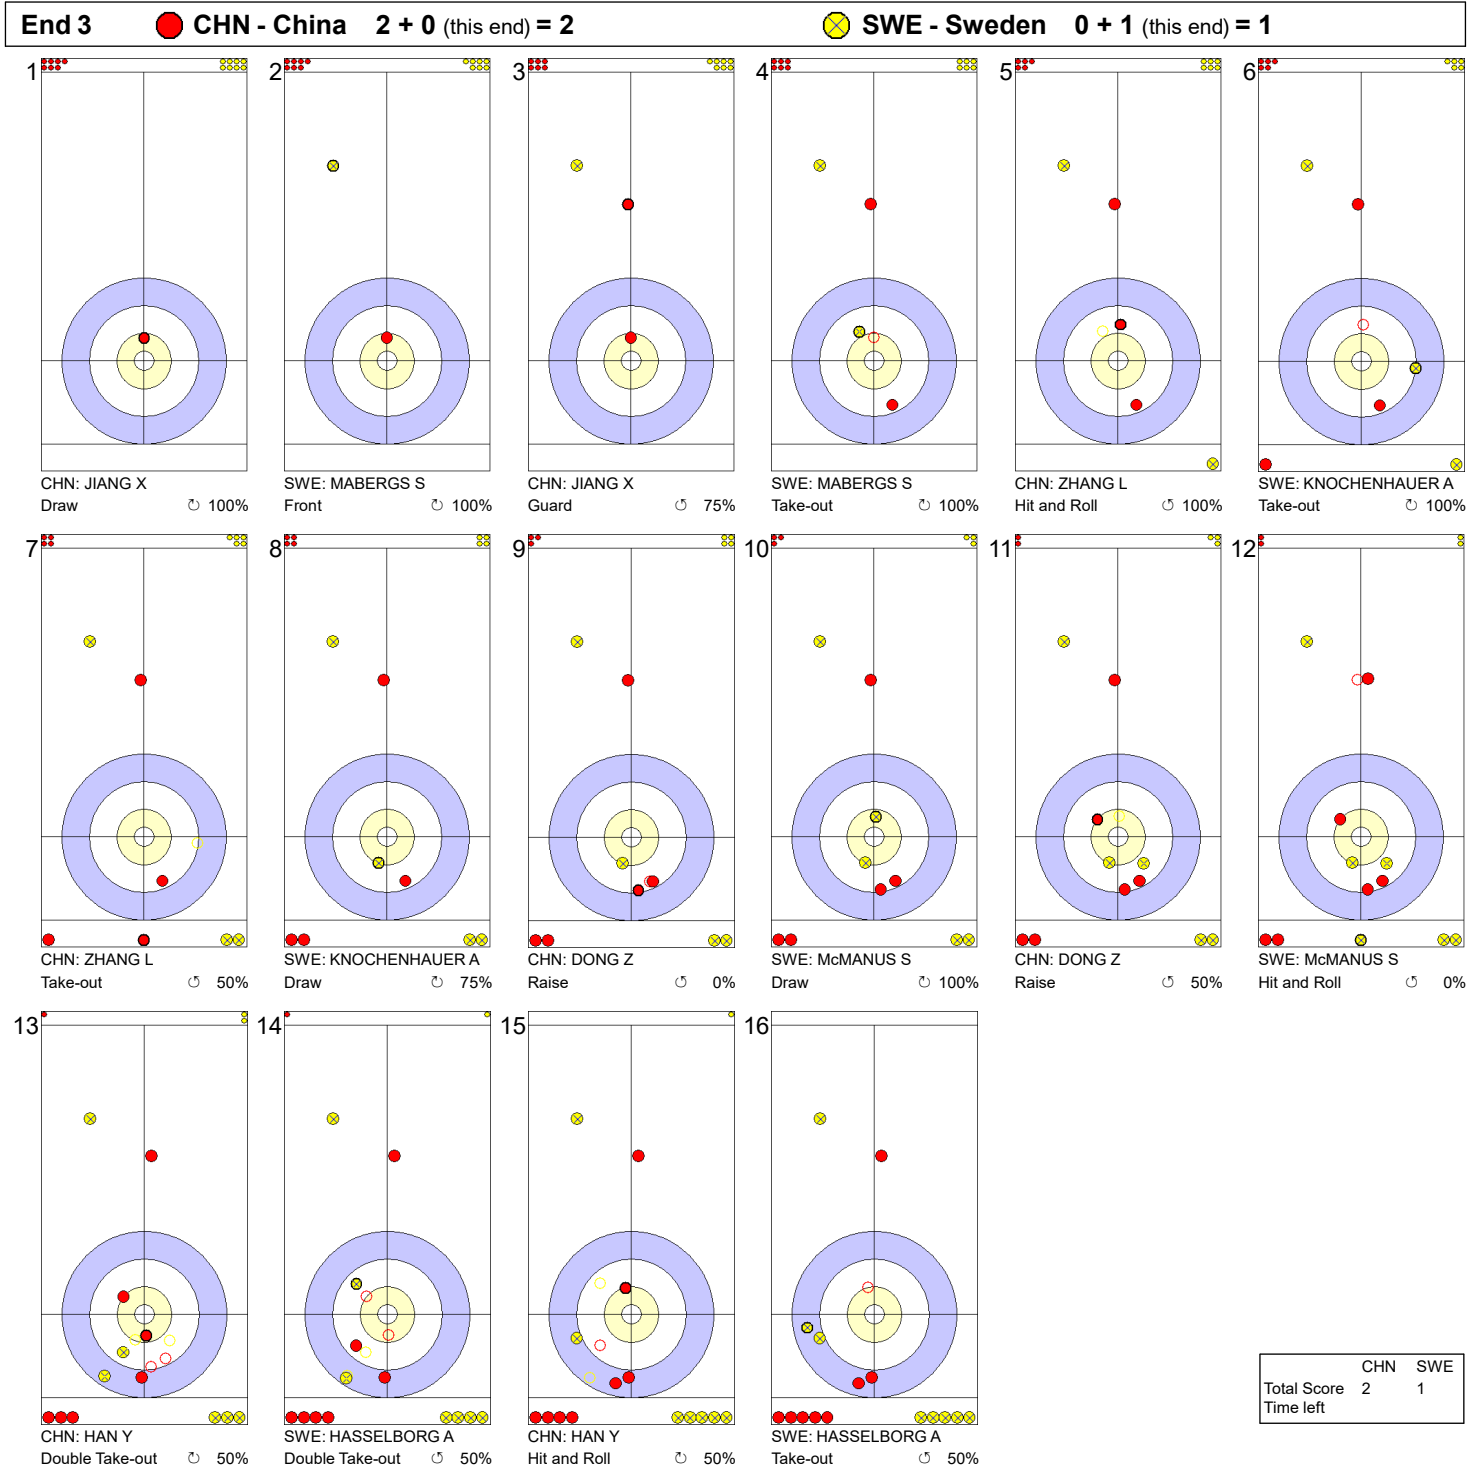 End 3 CHN - China 2 + 0 (this end) = 2 SWE - Sweden 0 + 1 (this end) = 1
1 2 3 4 5 6
CHN: JIANG X SWE: MABERGS S CHN: JIANG X SWE: MABERGS S CHN: ZHANG L SWE: KNOCHENHAUER A
Draw ↻ 100% Front ↻ 100% Guard ↺ 75% Take-out ↻ 100% Hit and Roll ↻ 100% Take-out ↻ 100%
7 8 9 10 11 12
CHN: ZHANG L SWE: KNOCHENHAUER A CHN: DONG Z SWE: McMANUS S CHN: DONG Z SWE: McMANUS S
Take-out ↺ 50% Draw ↻ 75% Raise ↺ 0% Draw ↻ 100% Raise ↺ 50% Hit and Roll ↺ 0%
13 14 15 16
CHN: HAN Y SWE: HASSELBORG A CHN: HAN Y SWE: HASSELBORG A
Double Take-out ↻ 50% Double Take-out ↺ 50% Hit and Roll ↻ 50% Take-out ↺ 50%
CHN SWE
Total Score 2 1
Time left